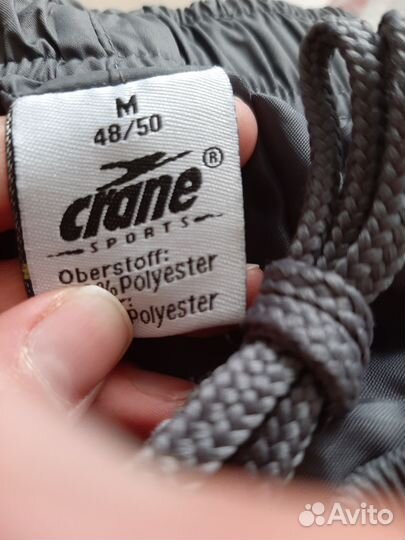 M
48/50
crane®
SPORTS
Oberstoff:
% Polyester
Polyester
Avito